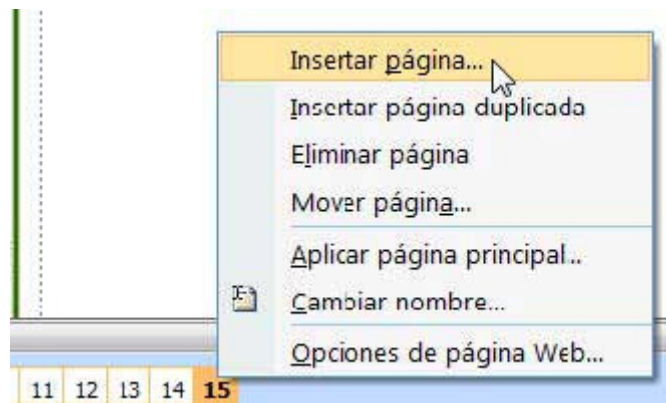 Insertar página...
Insertar página duplicada
Eliminar página
Mover página...
Aplicar página principal...
Cambiar nombre...
Opciones de página Web...
11 12 13 14 15